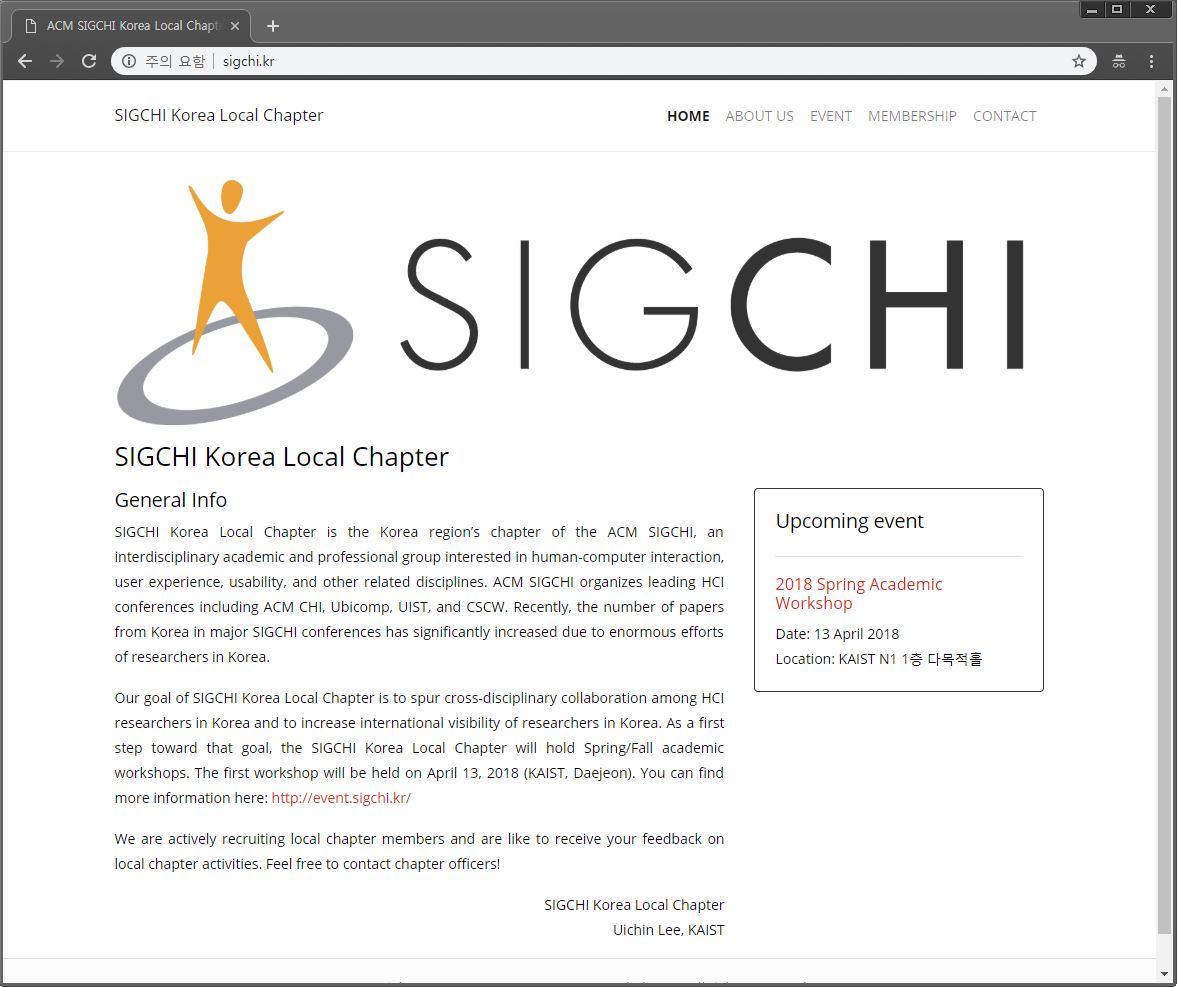 ACM SIGCHI Korea Local Chapt
주의 요함 sigchi.kr
SIGCHI Korea Local Chapter
HOME ABOUT US EVENT MEMBERSHIP CONTACT
SIGCHI
SIGCHI Korea Local Chapter
General Info
SIGCHI Korea Local Chapter is the Korea region’s chapter of the ACM SIGCHI, an
interdisciplinary academic and professional group interested in human-computer interaction,
user experience, usability, and other related disciplines. ACM SIGCHI organizes leading HCI
conferences including ACM CHI, Ubicomp, UIST, and CSCW. Recently, the number of papers
from Korea in major SIGCHI conferences has significantly increased due to enormous efforts
of researchers in Korea.
Our goal of SIGCHI Korea Local Chapter is to spur cross-disciplinary collaboration among HCI
researchers in Korea and to increase international visibility of researchers in Korea. As a first
step toward that goal, the SIGCHI Korea Local Chapter will hold Spring/Fall academic
workshops. The first workshop will be held on April 13, 2018 (KAIST, Daejeon). You can find
more information here: http://event.sigchi.kr/
We are actively recruiting local chapter members and are like to receive your feedback on
local chapter activities. Feel free to contact chapter officers!
SIGCHI Korea Local Chapter
Uichin Lee, KAIST
Upcoming event
2018 Spring Academic
Workshop
Date: 13 April 2018
Location: KAIST N1 1층 다목적홀